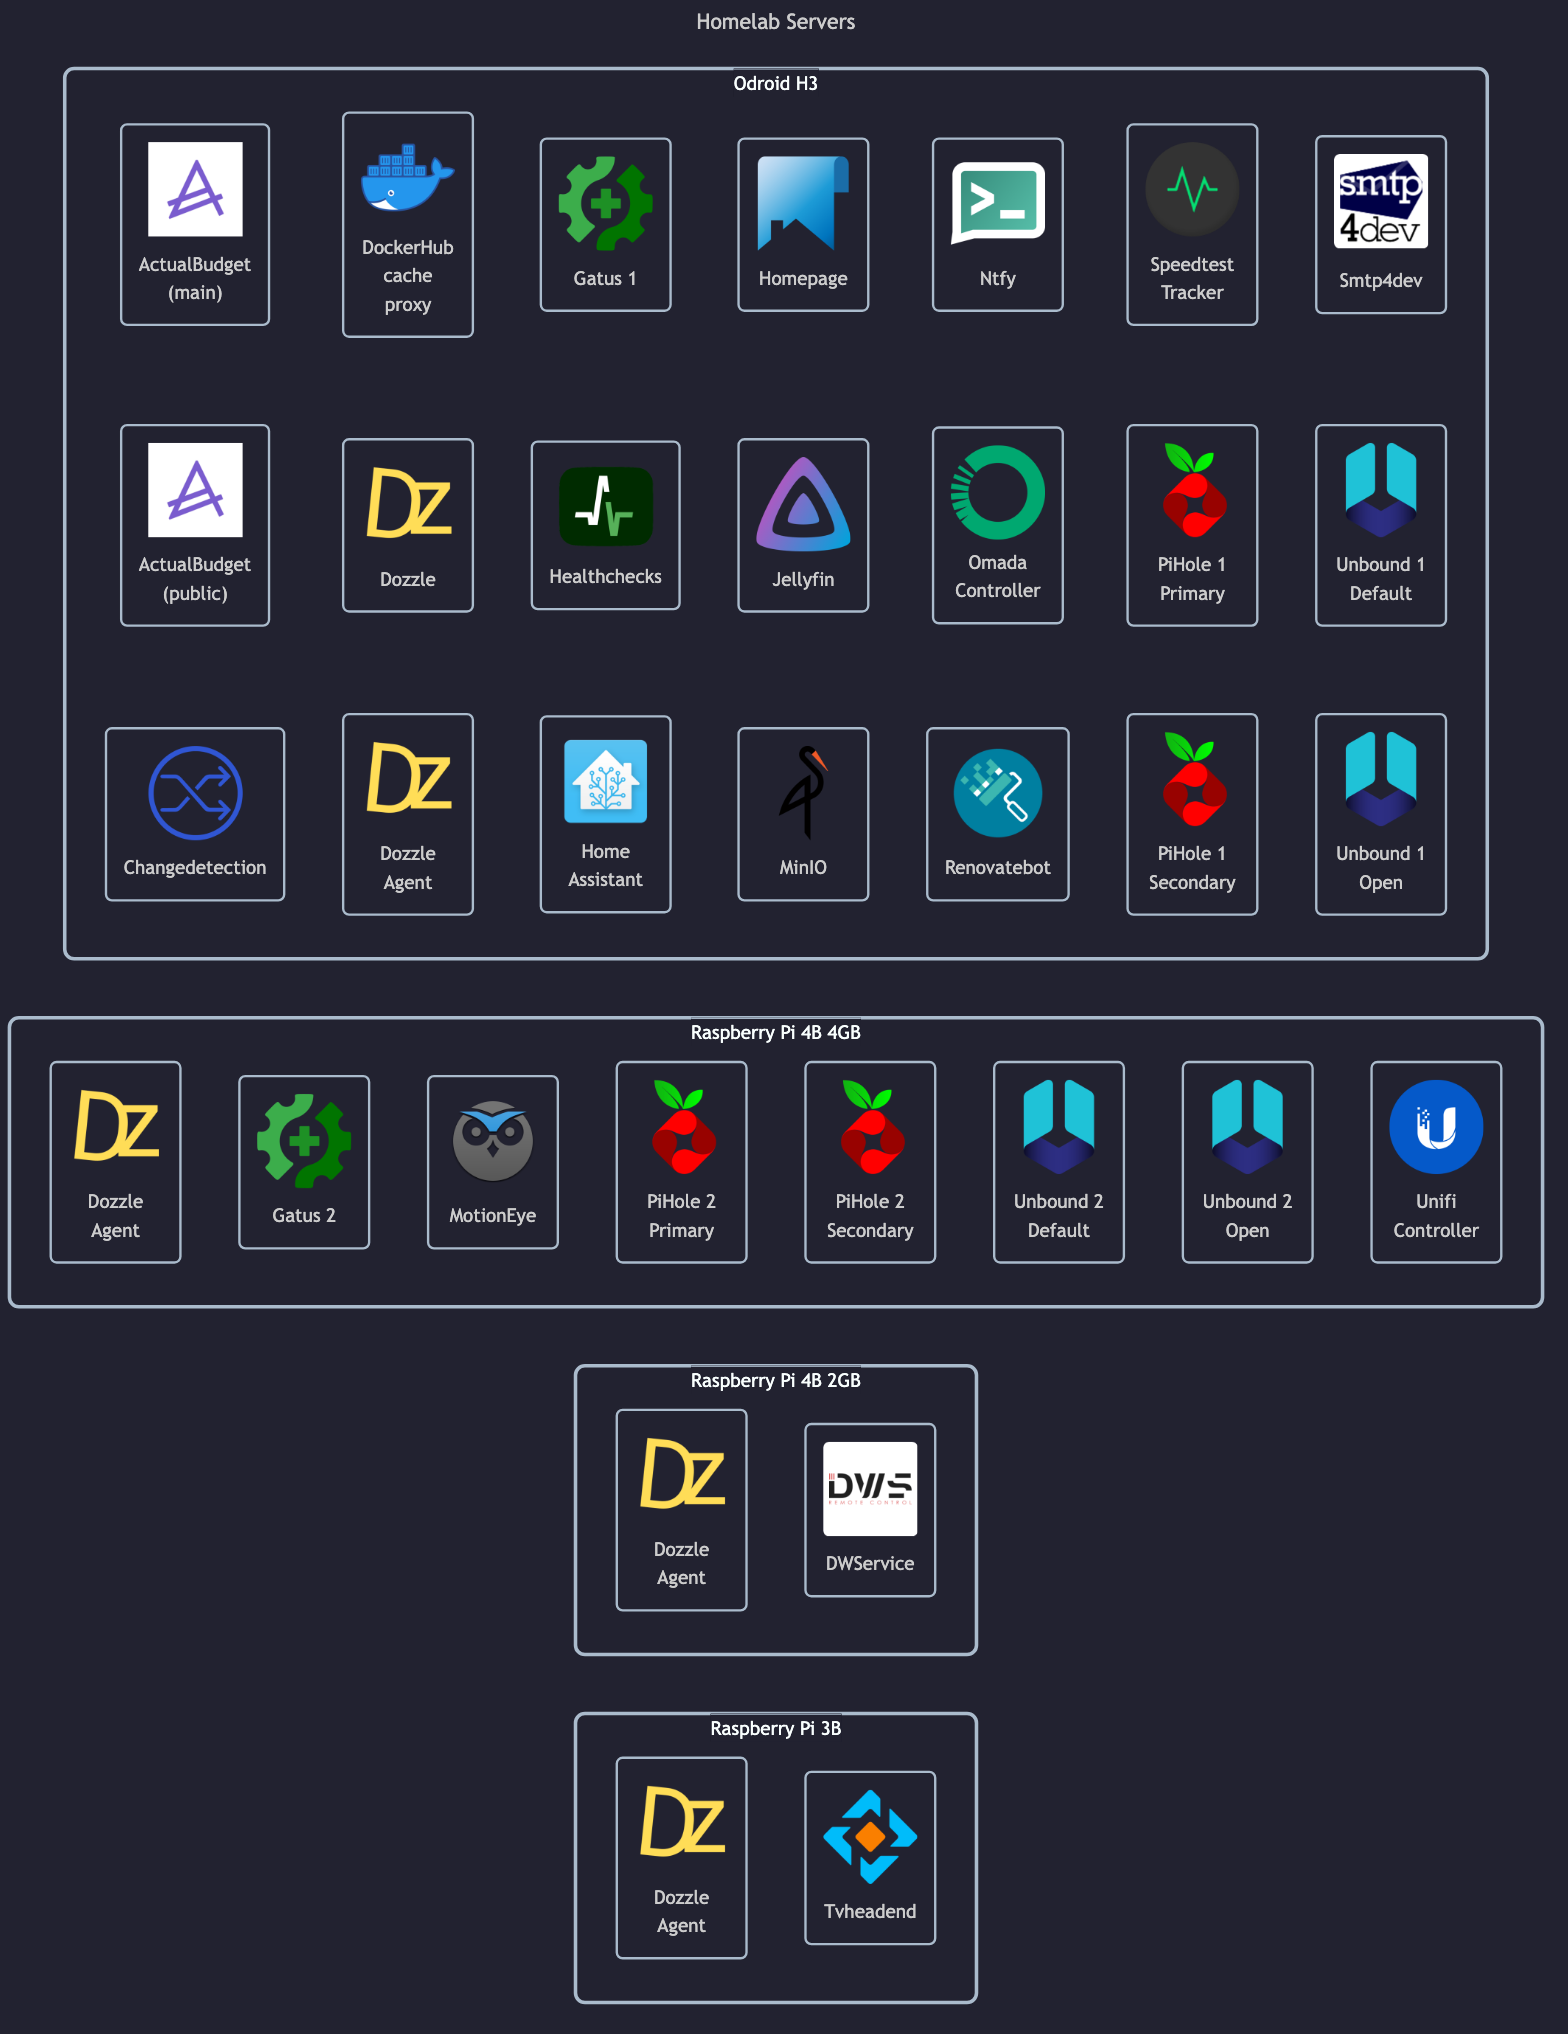 Homelab Servers
Odroid H3
ActualBudget
(main)
DockerHub
cache
proxy
Gatus 1
Homepage
>_
Ntfy
Speedtest
Tracker
smtp
4dev
Smtp4dev
ActualBudget
(public)
Dz
Dozzle
Healthchecks
Jellyfin
Omada
Controller
PiHole 1
Primary
Unbound 1
Default
Changedetection
Dz
Dozzle
Agent
Home
Assistant
MinIO
Renovatebot
PiHole 1
Secondary
Unbound 1
Open
Raspberry Pi 4B 4GB
Dz
Dozzle
Agent
Gatus 2
MotionEye
PiHole 2
Primary
PiHole 2
Secondary
Unbound 2
Default
Unbound 2
Open
U
Unifi
Controller
Raspberry Pi 4B 2GB
Dz
Dozzle
Agent
DWS
REMOTE CONTROL
DWService
Raspberry Pi 3B
Dz
Dozzle
Agent
Tvheadend